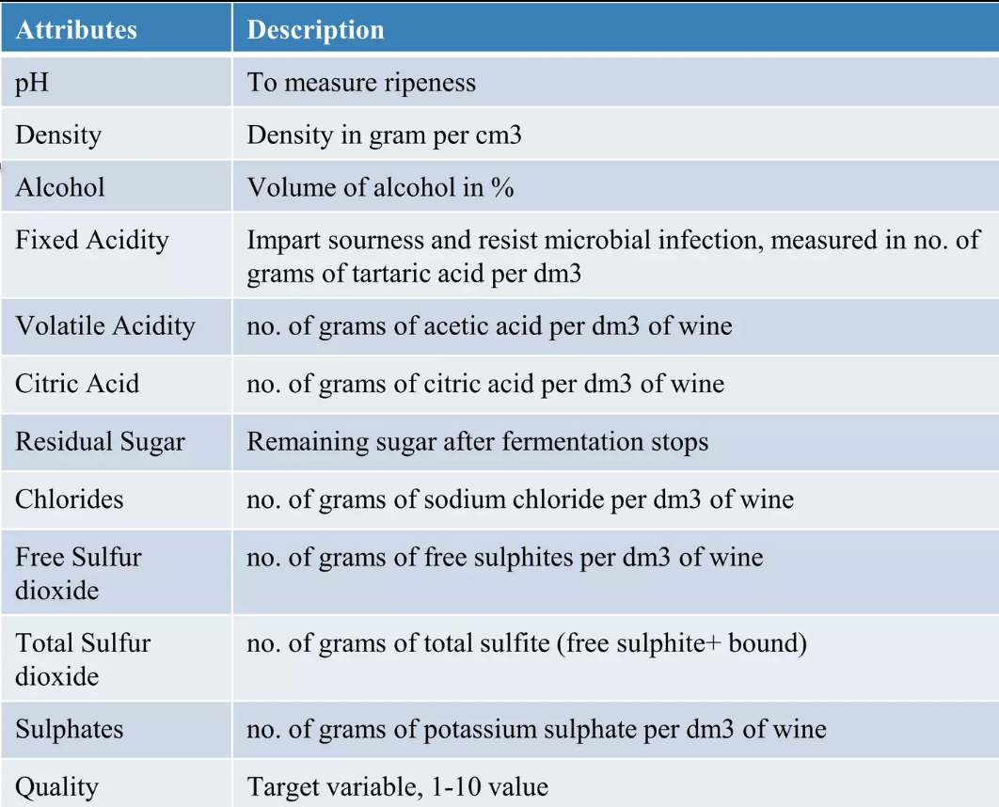 Attributes Description
pH To measure ripeness
Density Density in gram per cm3
Alcohol Volume of alcohol in %
Fixed Acidity Impart sourness and resist microbial infection, measured in no. of
grams of tartaric acid per dm3
Volatile Acidity no. of grams of acetic acid per dm3 of wine
Citric Acid no. of grams of citric acid per dm3 of wine
Residual Sugar Remaining sugar after fermentation stops
Chlorides no. of grams of sodium chloride per dm3 of wine
Free Sulfur no. of grams of free sulphites per dm3 of wine
dioxide
Total Sulfur no. of grams of total sulfite (free sulphite+ bound)
dioxide
Sulphates no. of grams of potassium sulphate per dm3 of wine
Quality Target variable, 1-10 value